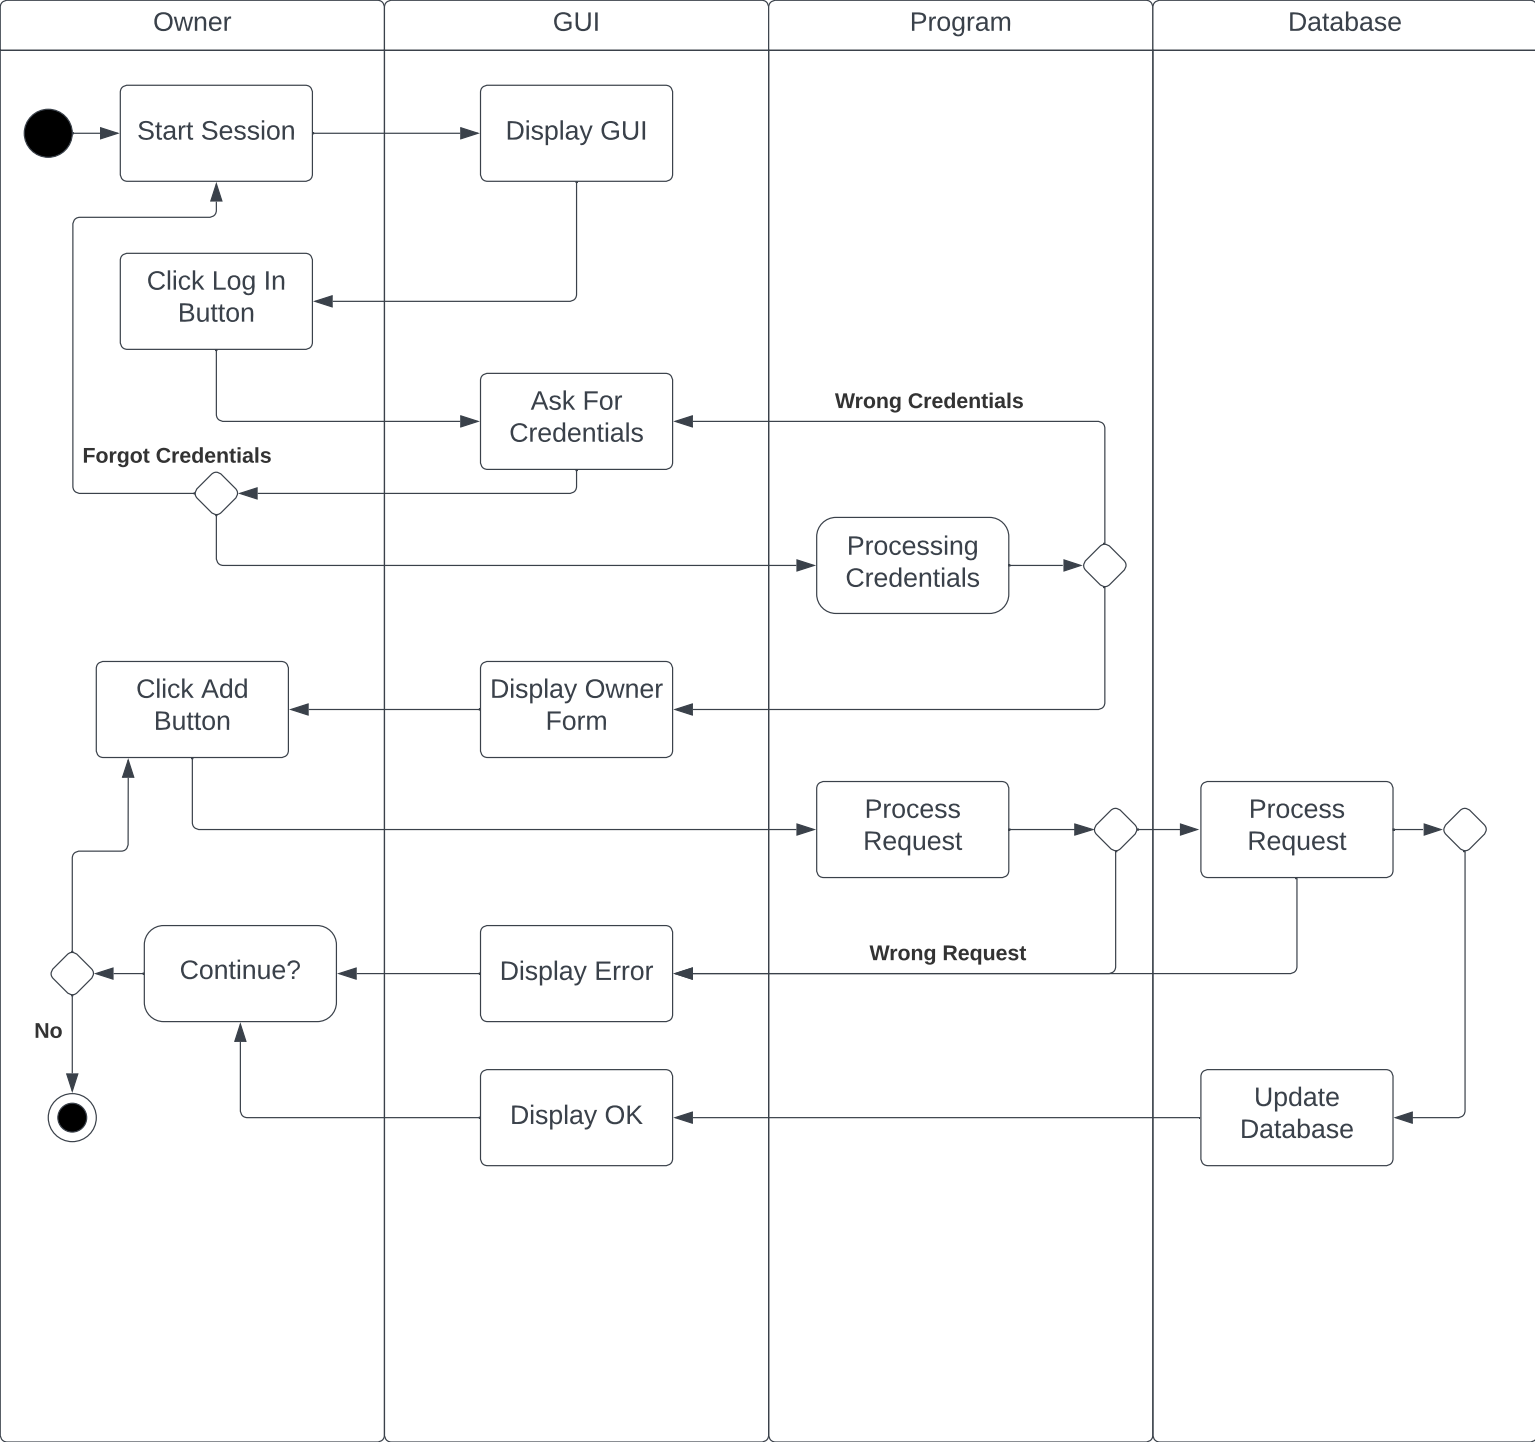 Owner
GUI
Program
Database
Start Session
Display GUI
Click Log In
Button
Ask For
Credentials
Wrong Credentials
Forgot Credentials
Processing
Credentials
Click Add
Button
Display Owner
Form
Process
Request
Process
Request
Continue?
Display Error
Wrong Request
No
Display OK
Update
Database